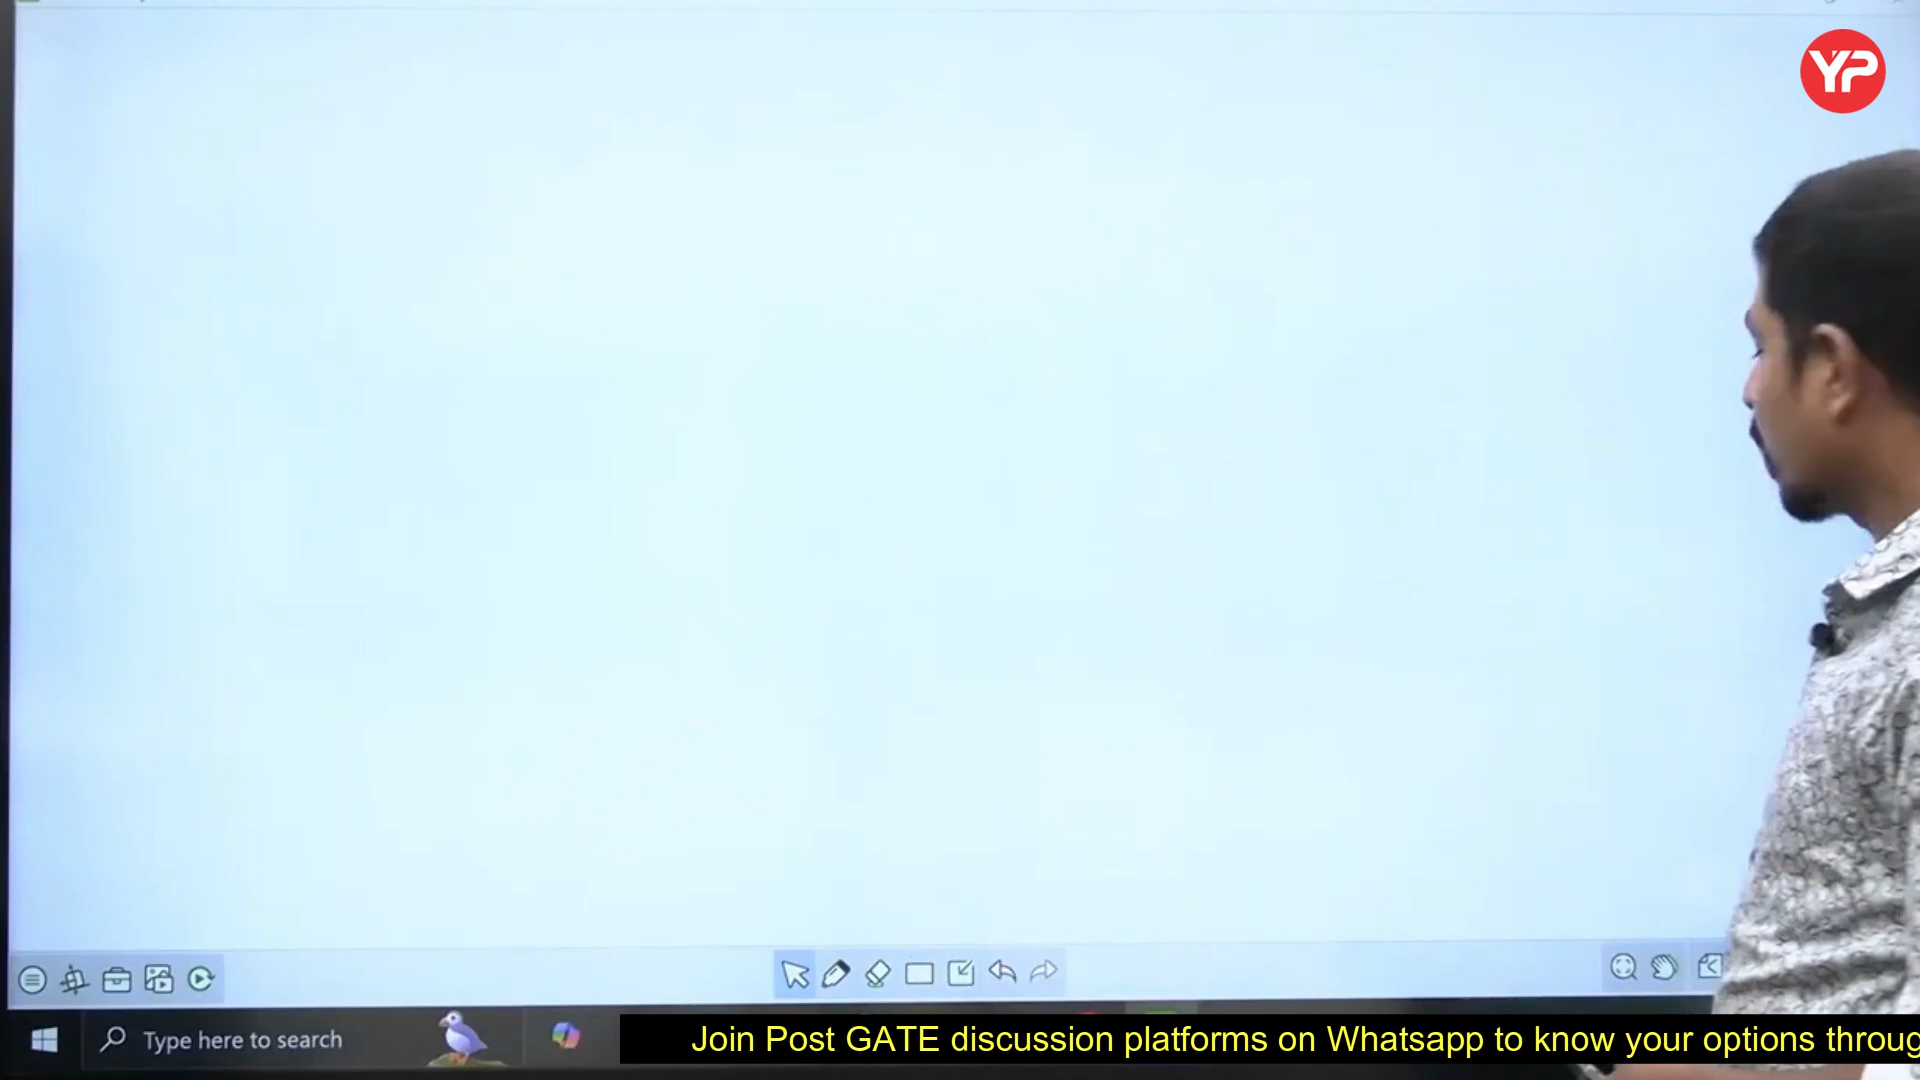 YP
Type here to search
Join Post GATE discussion platforms on Whatsapp to know your options throug